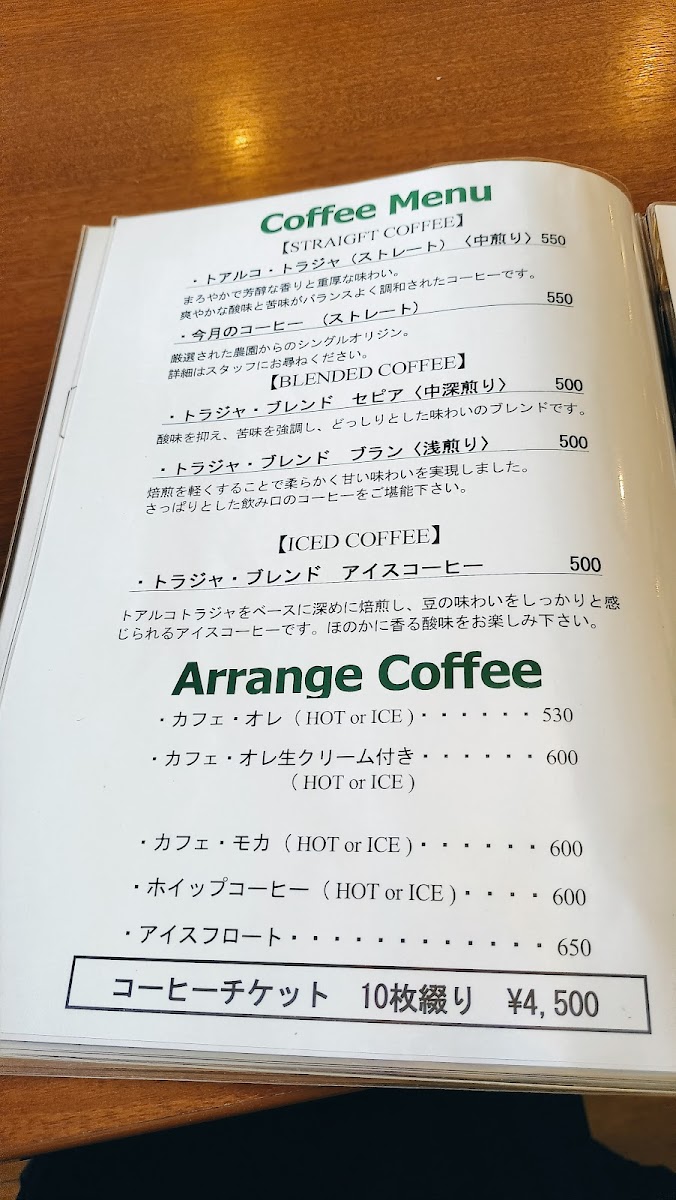 Coffee Menu
【STRAIGFT COFFEE】
・トアルコ・トラジャ（ストレート）〈中煎り〉550
まろやかで芳醇な香りと重厚な味わい。
爽やかな酸味と苦味がバランスよく調和されたコーヒーです。
・今月のコーヒー （ストレート） 550
厳選された農園からのシングルオリジン。
詳細はスタッフにお尋ねください。
【BLENDED COFFEE】
・トラジャ・ブレンド セピア〈中深煎り〉 500
酸味を抑え、苦味を強調し、どっしりとした味わいのブレンドです。
・トラジャ・ブレンド ブラン〈浅煎り〉 500
焙煎を軽くすることで柔らかく甘い味わいを実現しました。
さっぱりとした飲み口のコーヒーをご堪能下さい。
【ICED COFFEE】
・トラジャ・ブレンド アイスコーヒー 500
トアルコトラジャをベースに深めに焙煎し、豆の味わいをしっかりと感
じられるアイスコーヒーです。ほのかに香る酸味をお楽しみ下さい。
Arrange Coffee
・カフェ・オレ（HOT or ICE）・・・・・・530
・カフェ・オレ生クリーム付き・・・・・・600
（HOT or ICE）
・カフェ・モカ（HOT or ICE）・・・・・・600
・ホイップコーヒー（HOT or ICE）・・・・600
・アイスフロート・・・・・・・・・・・・650
コーヒーチケット 10枚綴り ¥4,500